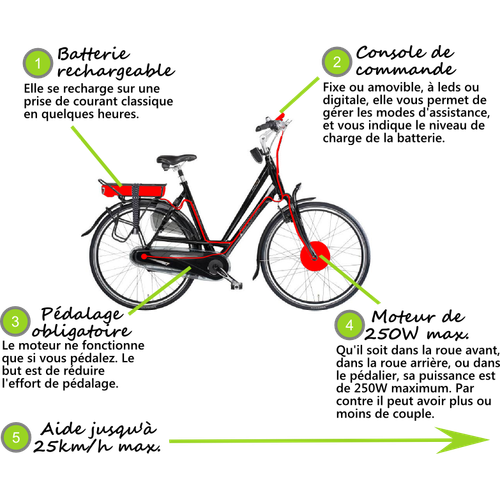 1
Batterie
rechargeable
Elle se recharge sur une
prise de courant classique
en quelques heures.
2
Console de
commande
Fixe ou amovible, à leds ou
digitale, elle vous permet de
gérer les modes d'assistance,
et vous indique le niveau de
charge de la batterie.
3
Pédalage
obligatoire
Le moteur ne fonctionne
que si vous pédalez. Le
but est de réduire
l'effort de pédalage.
4
Moteur de
250W max.
Qu'il soit dans la roue avant,
dans la roue arrière, ou dans
le pédalier, sa puissance est
de 250W maximum. Par
contre il peut avoir plus ou
moins de couple.
5
Aide jusqu'à
25km/h max.